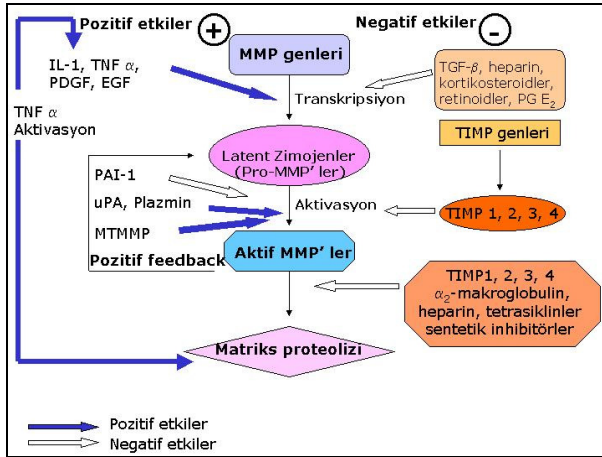 Pozitif etkiler
+
Negatif etkiler
-
MMP genleri
IL-1, TNF α,
PDGF, EGF
Transkripsiyon
TGF-β, heparin,
kortikosteroidler,
retinoidler, PG E₂
TNF α
Aktivasyon
TIMP genleri
Latent Zimojenler
(Pro-MMP' ler)
PAI-1
uPA, Plazmin
MTMMP
Aktivasyon
TIMP 1, 2, 3, 4
Pozitif feedback
Aktif MMP' ler
TIMP1, 2, 3, 4
α₂-makroglobulin,
heparin, tetrasiklinler
sentetik inhibitörler
Matriks proteolizi
Pozitif etkiler
Negatif etkiler